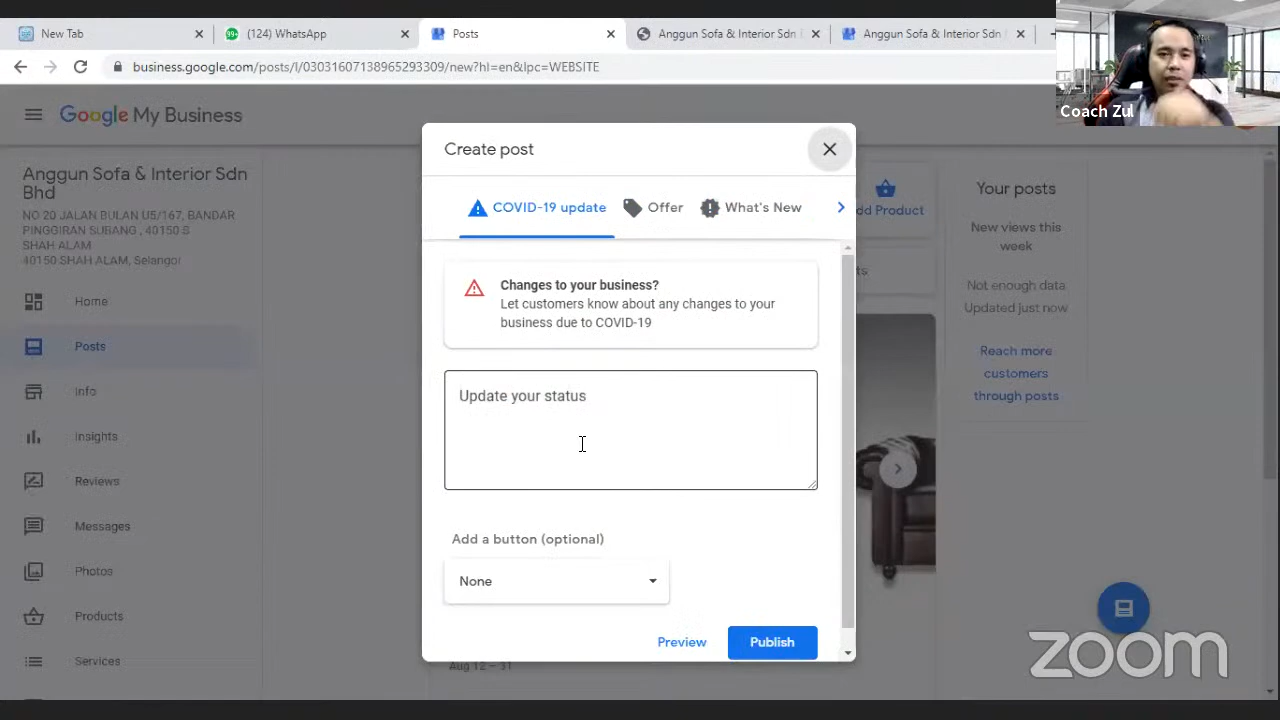 New Tab
(124) WhatsApp
Posts
Anggun Sofa & Interior Sdn
Anggun Sofa & Interior Sdn
business.google.com/posts/l/03031607138965293309/new?hl=en&lpc=WEBSITE
Coach Zul
Google My Business
Anggun Sofa & Interior Sdn
Bhd
NO 20 JALAN BULAN U5/167, BANDAR
PINGGIRAN SUBANG , 40150 S
SHAH ALAM
40150 SHAH ALAM, Selangor
Home
Posts
Info
Insights
Reviews
Messages
Photos
Products
Services
Create post
COVID-19 update
Offer
What's New
Changes to your business?
Let customers know about any changes to your
business due to COVID-19
Update your status
Add a button (optional)
None
Preview
Publish
Aug 12 – 31
Product
Your posts
New views this
week
Not enough data
Updated just now
Reach more
customers
through posts
zoom